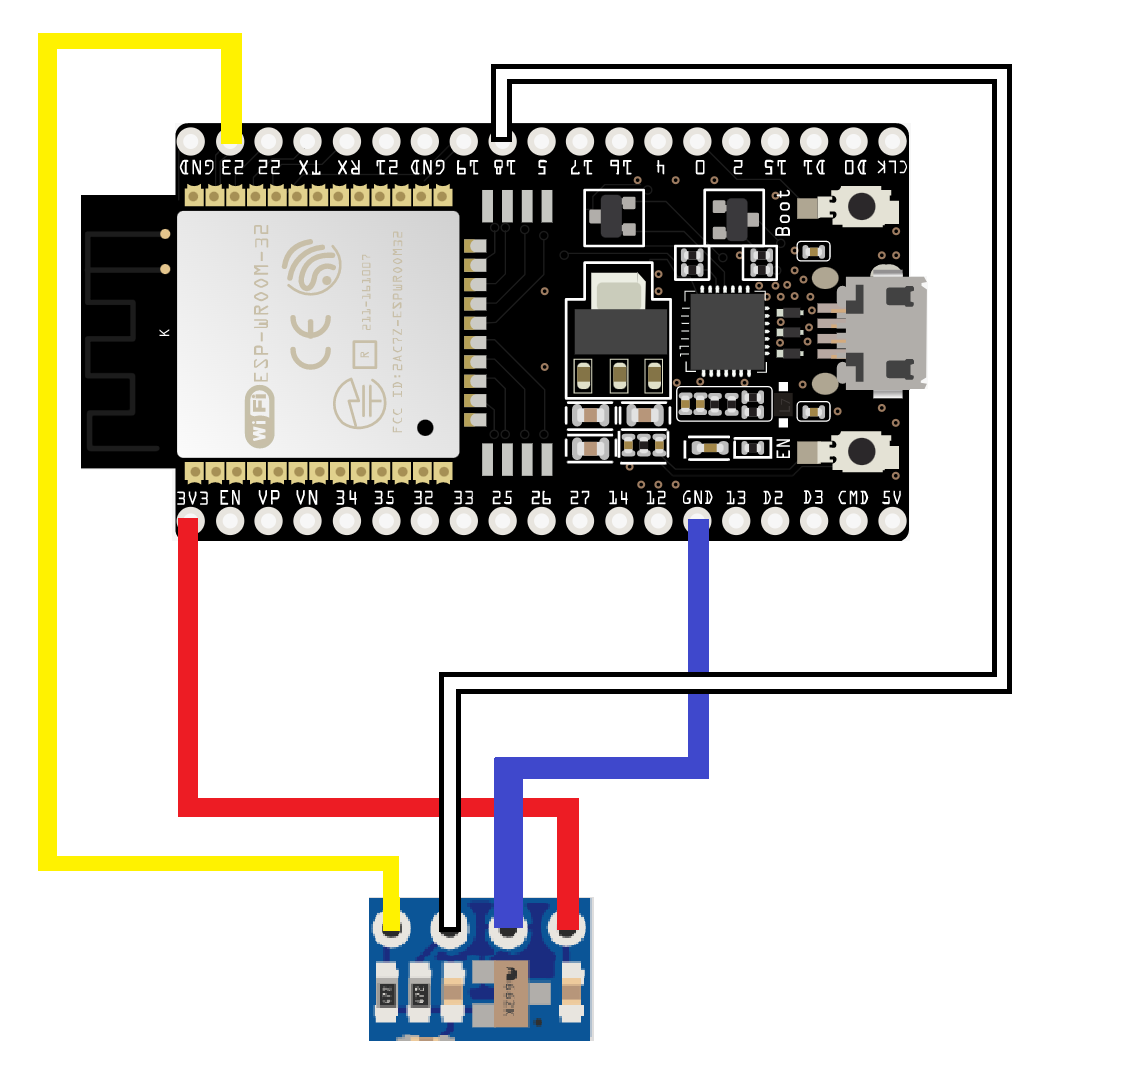 GND 23 22 TX RX 21 GND 19 18 5 17 16 4 0 2 15 D1 D0 CLK
Boot
K
WiFi ESP-WROOM-32
CE
R
211-161007
FCC ID:2AC7Z-ESPWROOM32
EN
3V3 EN VP VN 34 35 32 33 25 26 27 14 12 GND 13 D2 D3 CMD 5V